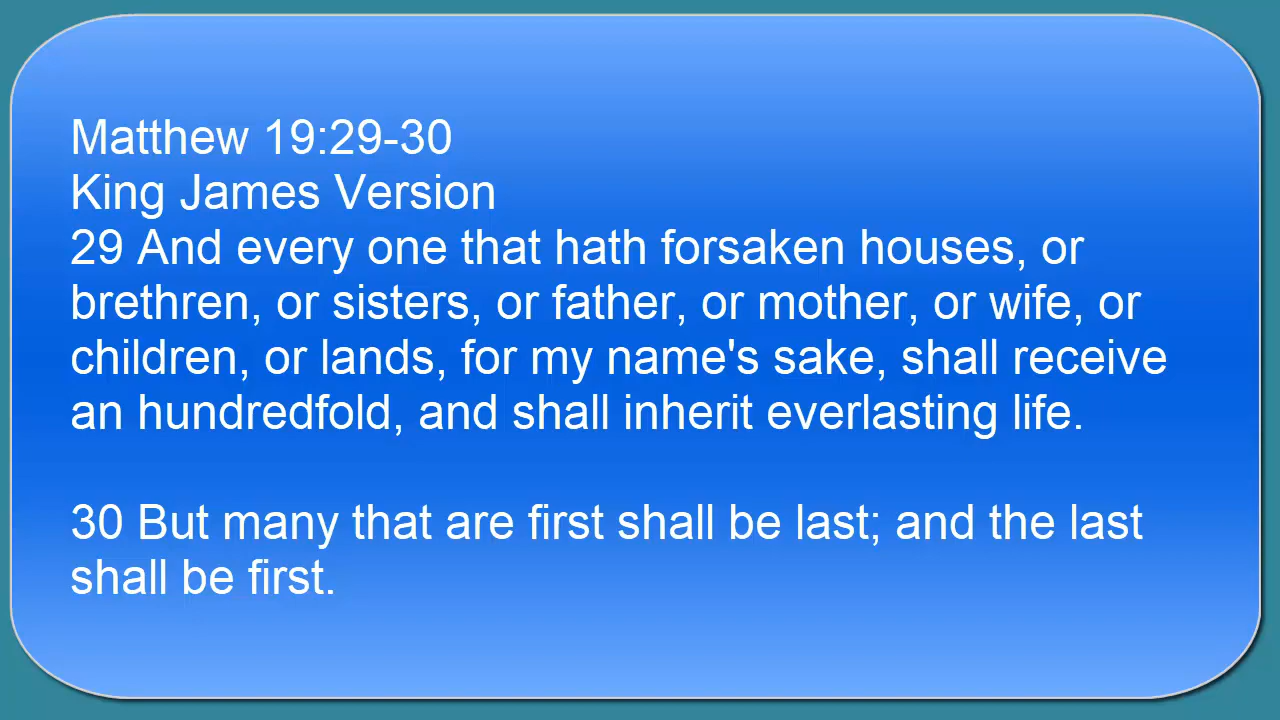 Matthew 19:29-30
King James Version
29 And every one that hath forsaken houses, or
brethren, or sisters, or father, or mother, or wife, or
children, or lands, for my name's sake, shall receive
an hundredfold, and shall inherit everlasting life.
30 But many that are first shall be last; and the last
shall be first.